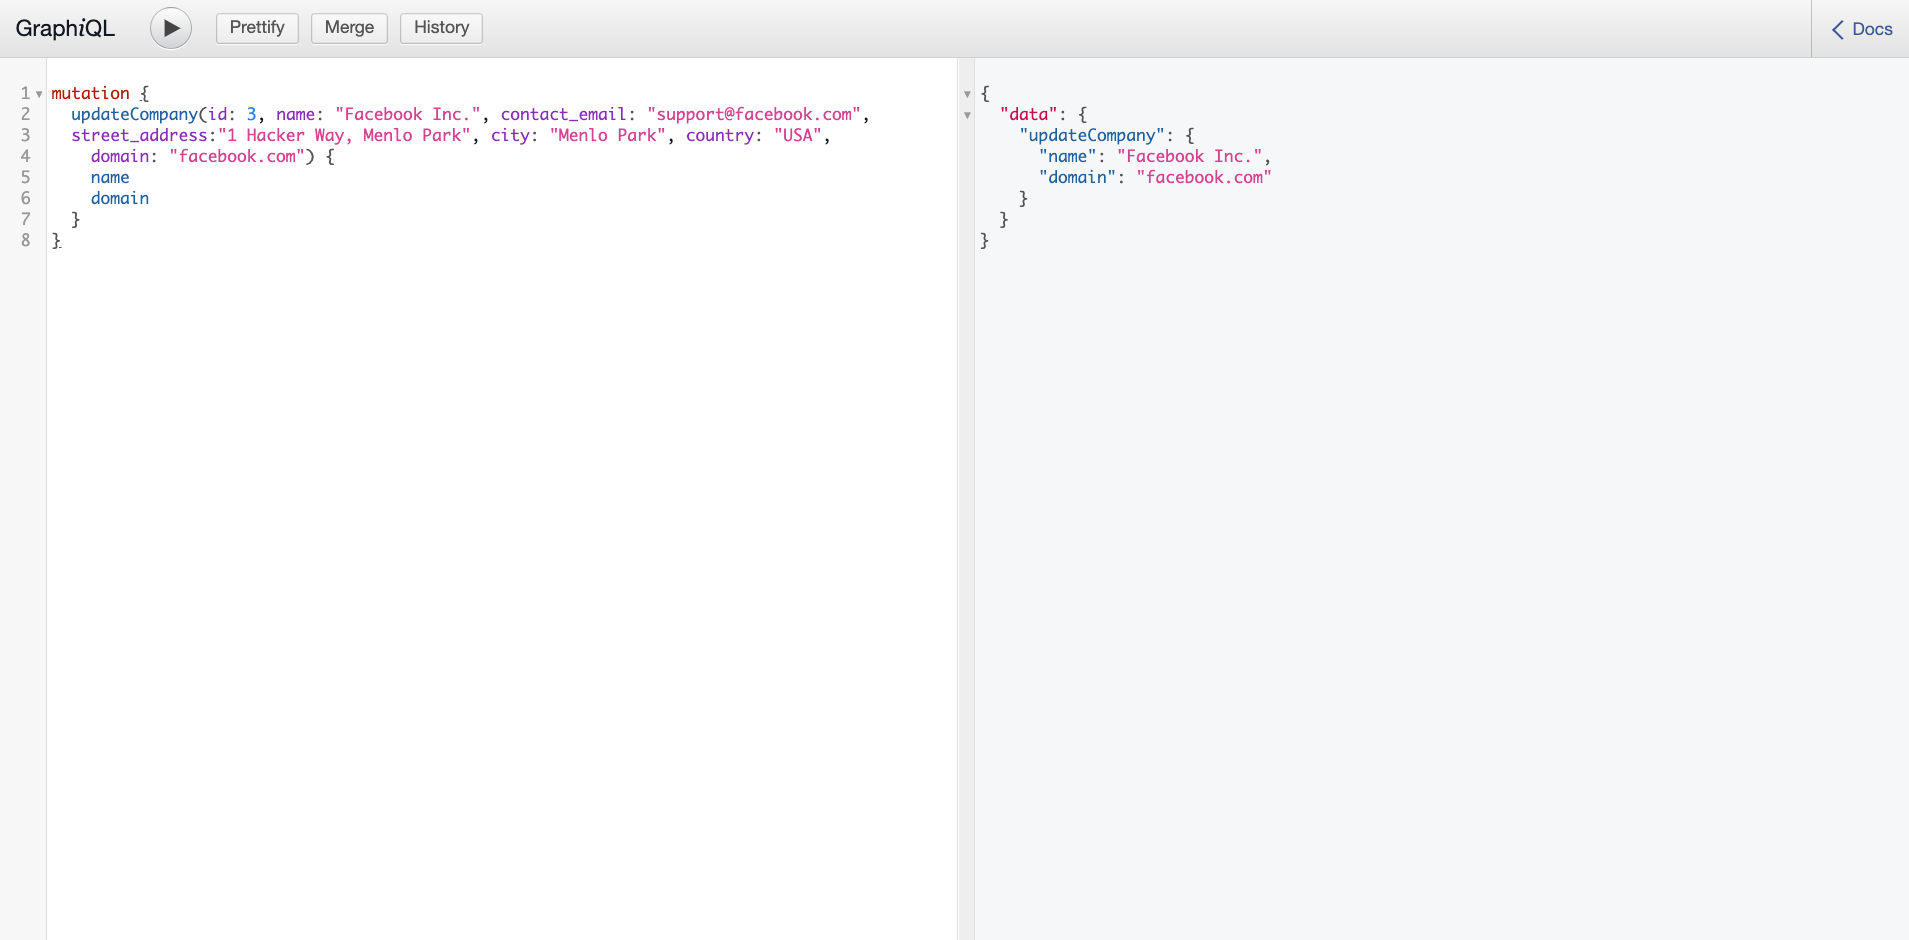 GraphiQL Prettify Merge History Docs
1 mutation {
2   updateCompany(id: 3, name: "Facebook Inc.", contact_email: "support@facebook.com",
3   street_address:"1 Hacker Way, Menlo Park", city: "Menlo Park", country: "USA",
4     domain: "facebook.com") {
5     name
6     domain
7   }
8 }
{
  "data": {
    "updateCompany": {
      "name": "Facebook Inc.",
      "domain": "facebook.com"
    }
  }
}